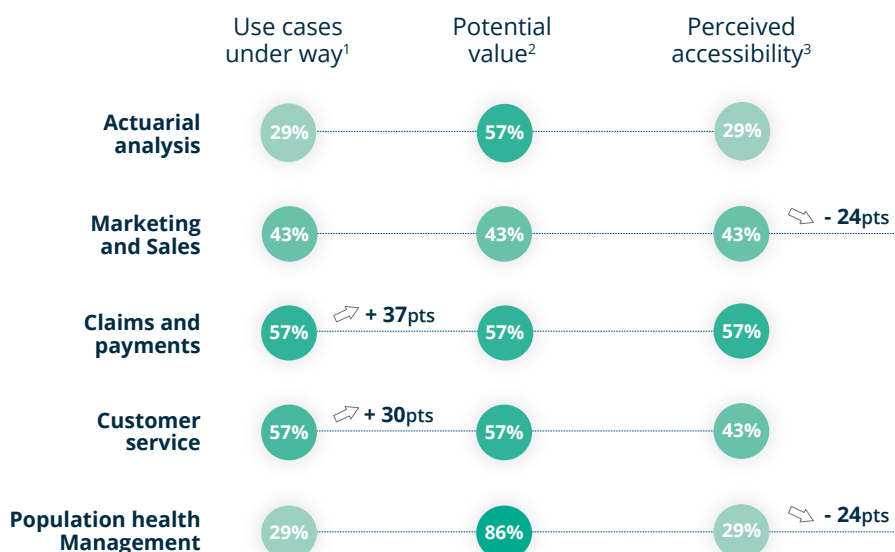 Use cases
under way¹
Potential
value²
Perceived
accessibility³
Actuarial
analysis
29%
57%
29%
Marketing
and Sales
43%
43%
43%
- 24pts
Claims and
payments
57%
+ 37pts
57%
57%
Customer
service
57%
+ 30pts
57%
43%
Population health
Management
29%
86%
29%
- 24pts